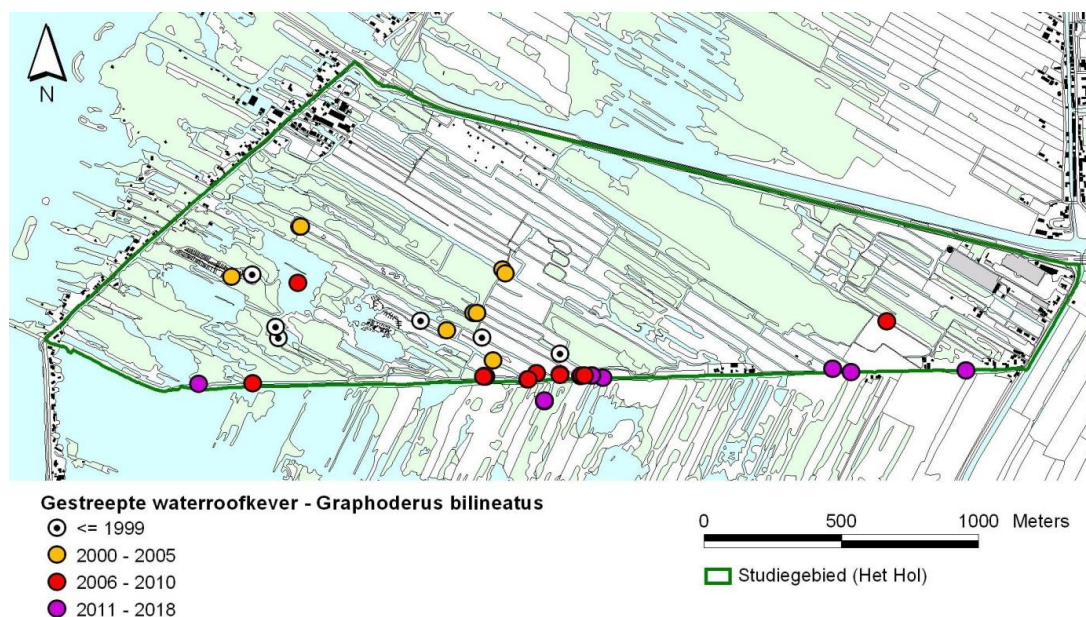 N
Gestreepte waterroofkever - Graphoderus bilineatus
<= 1999
2000 - 2005
2006 - 2010
2011 - 2018
0 500 1000 Meters
Studiegebied (Het Hol)